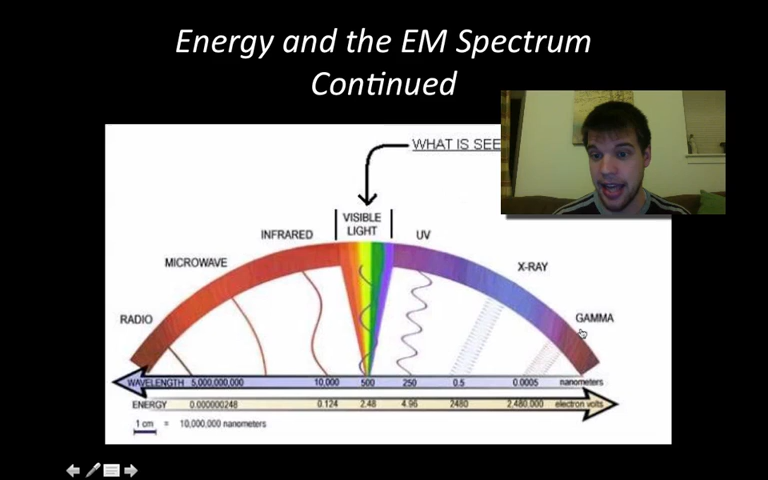 Energy and the EM Spectrum
Continued
WHAT IS SEE
VISIBLE
LIGHT
INFRARED
UV
MICROWAVE
X-RAY
RADIO
GAMMA
WAVELENGTH 5,000,000,000 10,000 500 250 0.5 0.0005 nanometers
ENERGY 0.000000248 0.124 2.48 4.96 2480 2,480,000 electron volts
1 cm = 10,000,000 nanometers